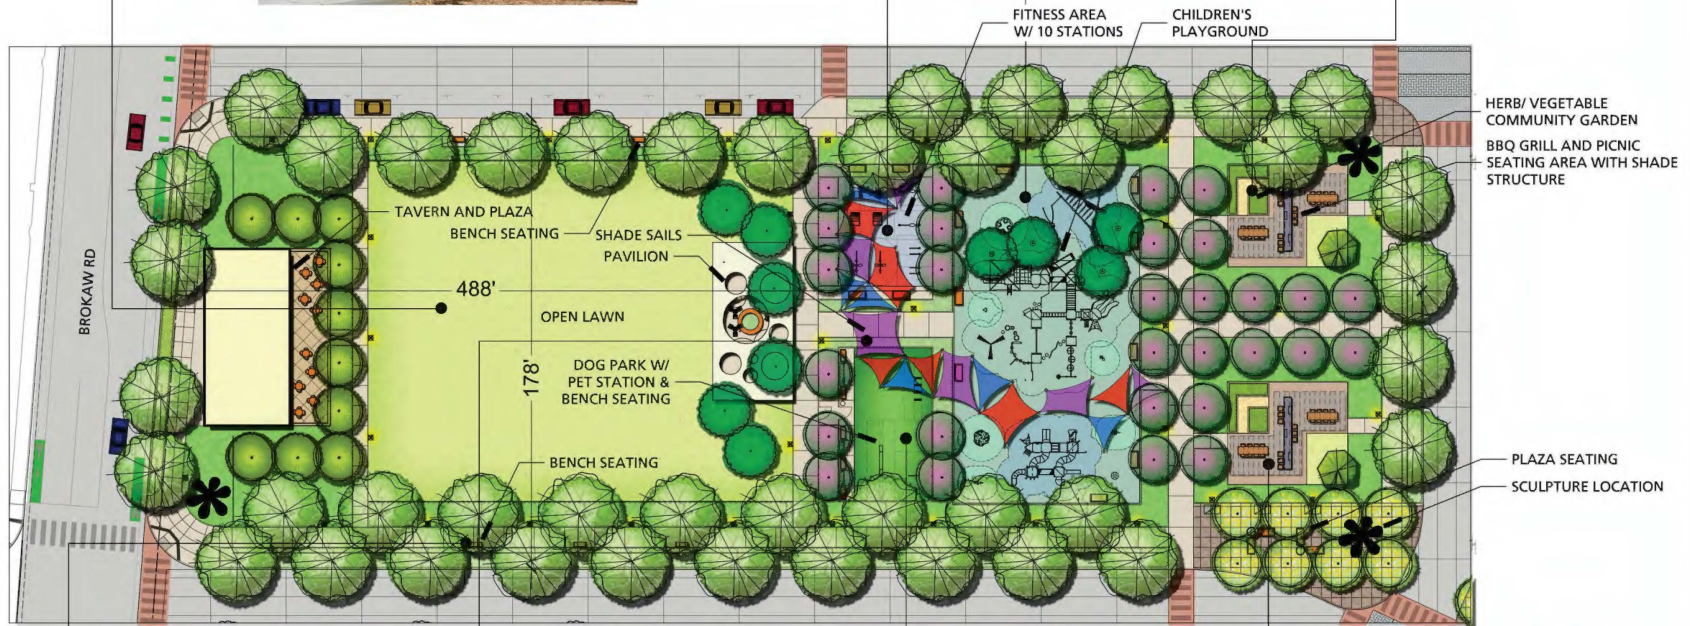 FITNESS AREA
W/ 10 STATIONS
CHILDREN'S
PLAYGROUND
HERB/ VEGETABLE
COMMUNITY GARDEN
BBQ GRILL AND PICNIC
SEATING AREA WITH SHADE
STRUCTURE
TAVERN AND PLAZA
BENCH SEATING
SHADE SAILS
PAVILION
BROKAW RD
488'
OPEN LAWN
178'
DOG PARK W/
PET STATION &
BENCH SEATING
BENCH SEATING
PLAZA SEATING
SCULPTURE LOCATION